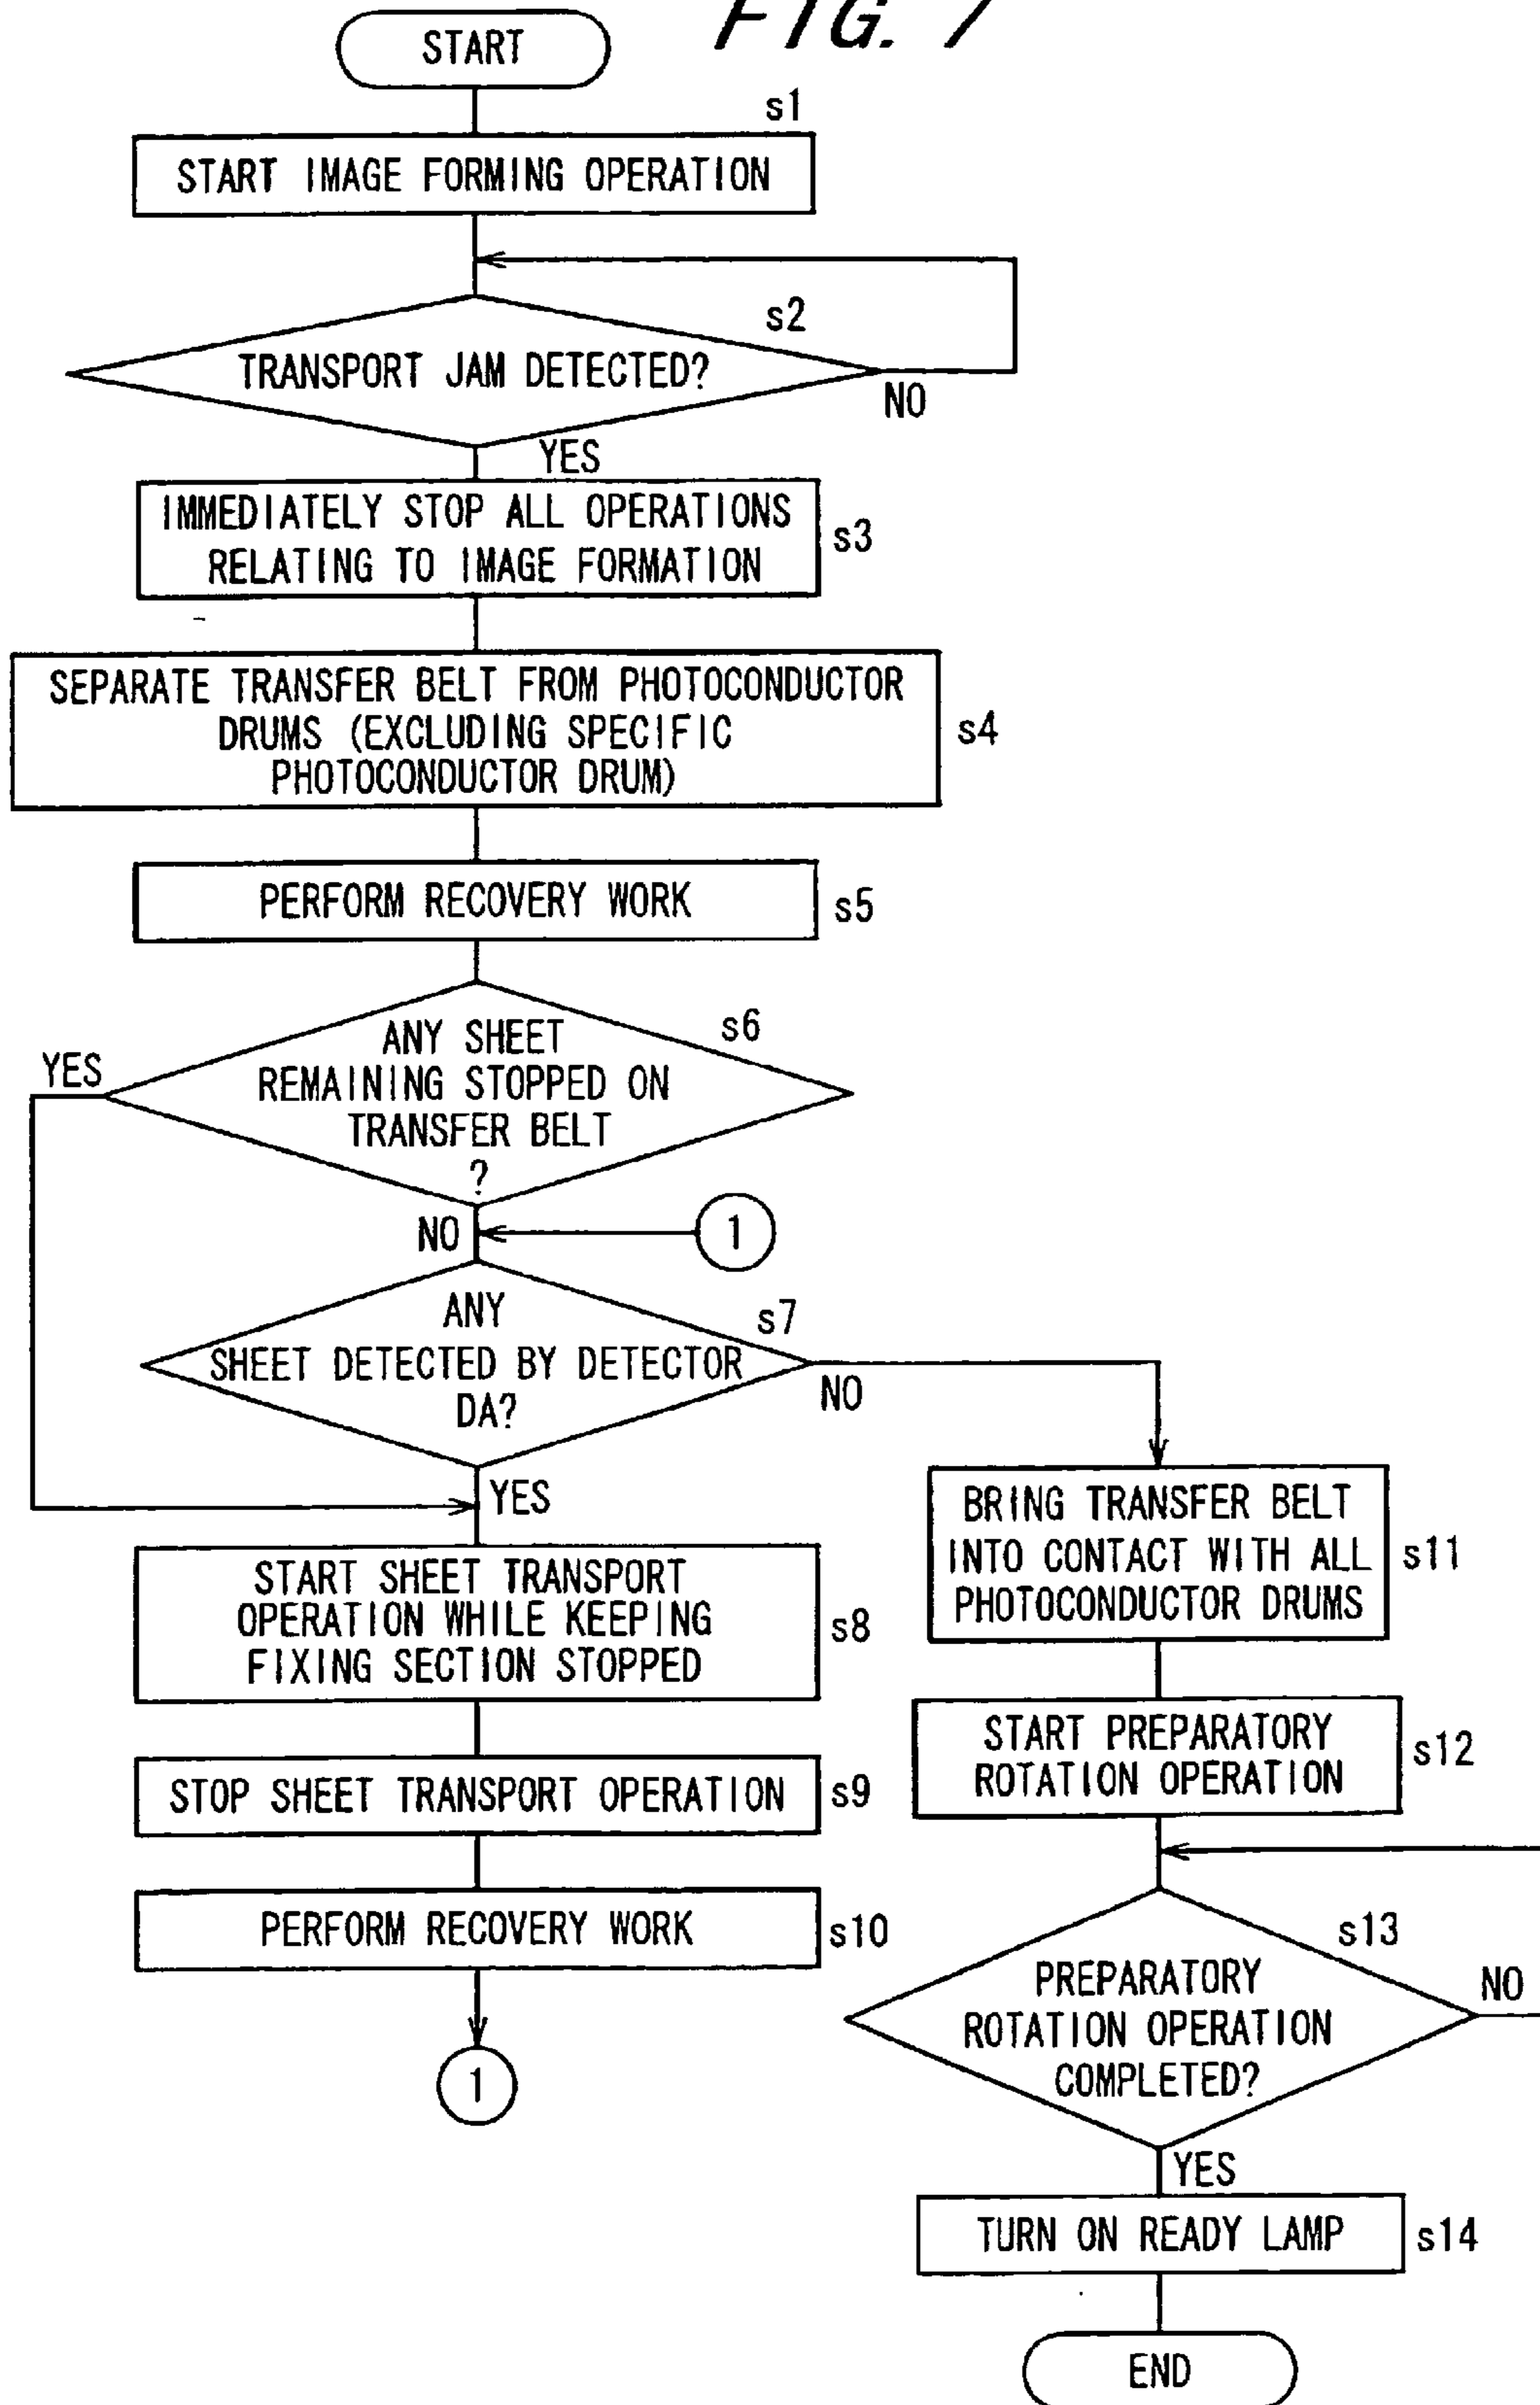 FIG. 7
START
s1
START IMAGE FORMING OPERATION
s2
TRANSPORT JAM DETECTED?
NO
YES
IMMEDIATELY STOP ALL OPERATIONS
RELATING TO IMAGE FORMATION
s3
SEPARATE TRANSFER BELT FROM PHOTOCONDUCTOR
DRUMS (EXCLUDING SPECIFIC
PHOTOCONDUCTOR DRUM)
s4
PERFORM RECOVERY WORK
s5
s6
ANY SHEET
REMAINING STOPPED ON
TRANSFER BELT
?
YES
NO
1
s7
ANY
SHEET DETECTED BY DETECTOR
DA?
NO
YES
START SHEET TRANSPORT
OPERATION WHILE KEEPING
FIXING SECTION STOPPED
s8
STOP SHEET TRANSPORT OPERATION
s9
PERFORM RECOVERY WORK
s10
1
BRING TRANSFER BELT
INTO CONTACT WITH ALL
PHOTOCONDUCTOR DRUMS
s11
START PREPARATORY
ROTATION OPERATION
s12
s13
PREPARATORY
ROTATION OPERATION
COMPLETED?
NO
YES
TURN ON READY LAMP
s14
END